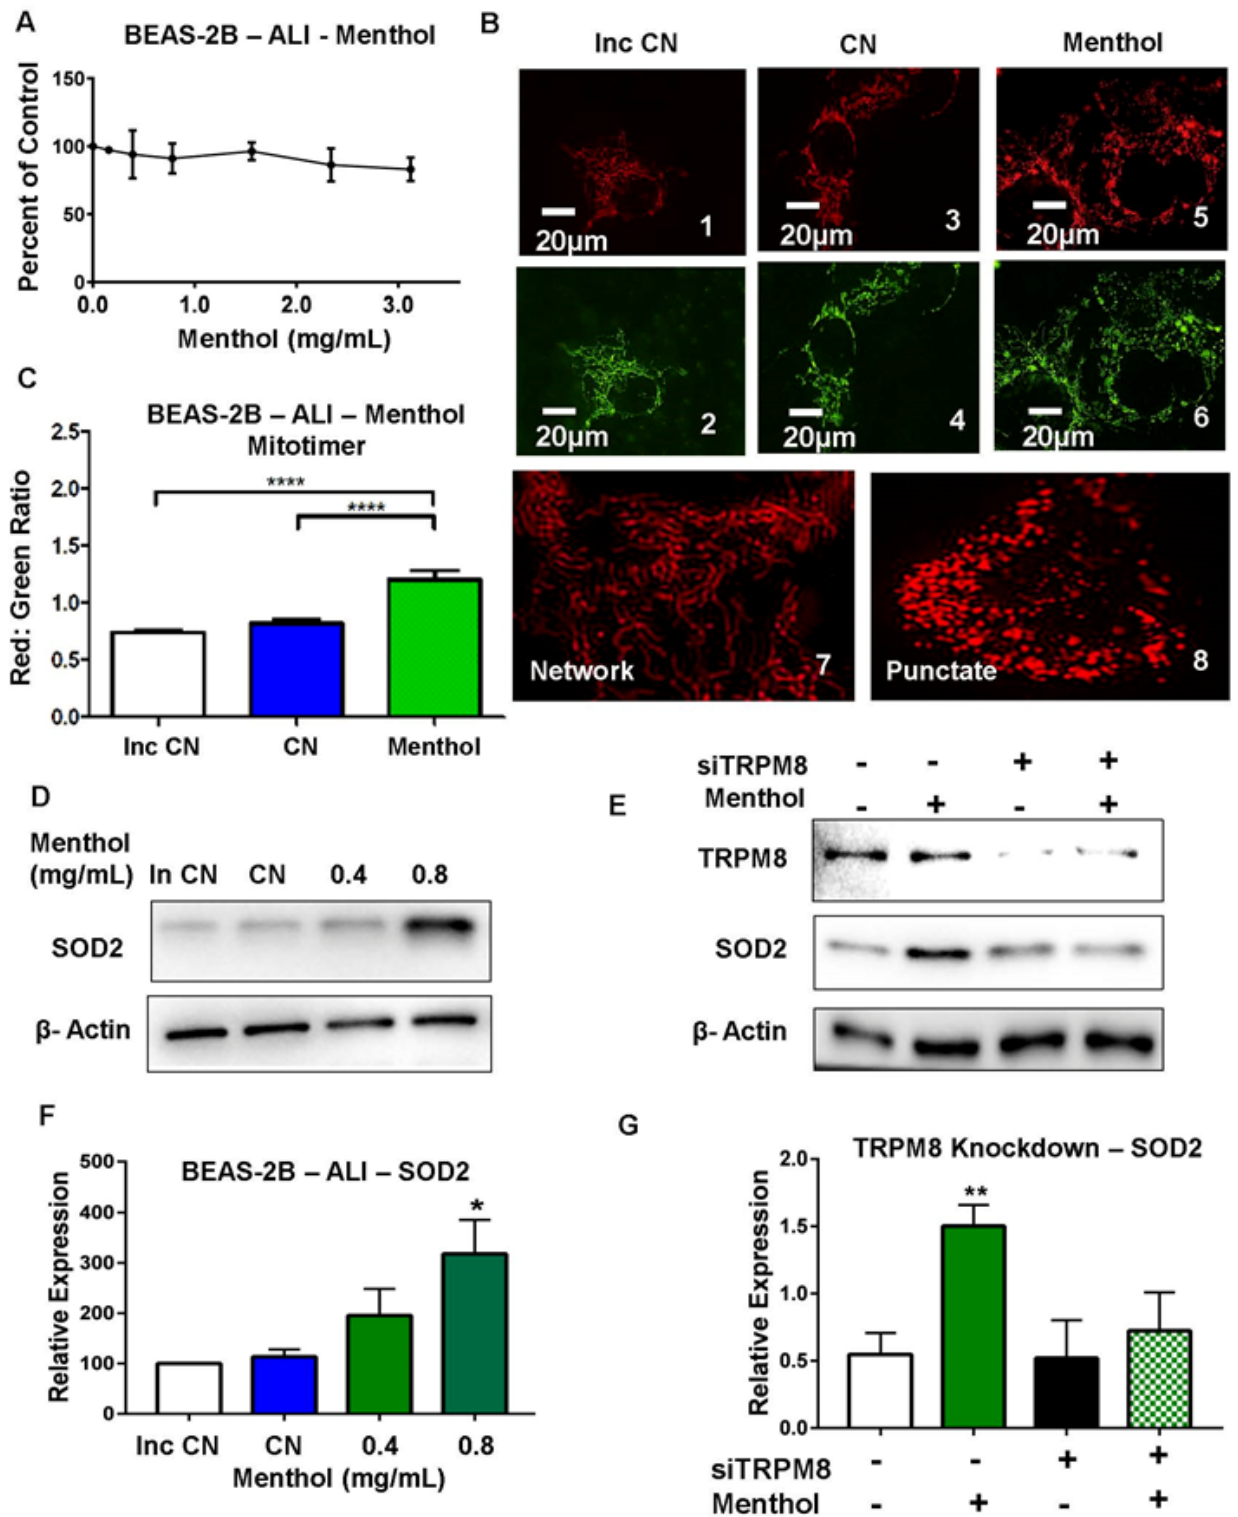 A
BEAS-2B – ALI - Menthol
Percent of Control
150
100
50
0
0.0 1.0 2.0 3.0
Menthol (mg/mL)
B
Inc CN CN Menthol
20µm 1
20µm 3
20µm 5
20µm 2
20µm 4
20µm 6
Network 7
Punctate 8
C
BEAS-2B – ALI – Menthol
Mitotimer
Red: Green Ratio
2.5
2.0
1.5
1.0
0.5
0.0
****
****
Inc CN CN Menthol
D
Menthol
(mg/mL) In CN CN 0.4 0.8
SOD2
β- Actin
E
siTRPM8 - - + +
Menthol - + - +
TRPM8
SOD2
β- Actin
F
BEAS-2B – ALI – SOD2
Relative Expression
500
400
300
200
100
0
*
Inc CN CN 0.4 0.8
Menthol (mg/mL)
G
TRPM8 Knockdown – SOD2
Relative Expression
2.0
1.5
1.0
0.5
0.0
**
siTRPM8 - - + +
Menthol - + - +